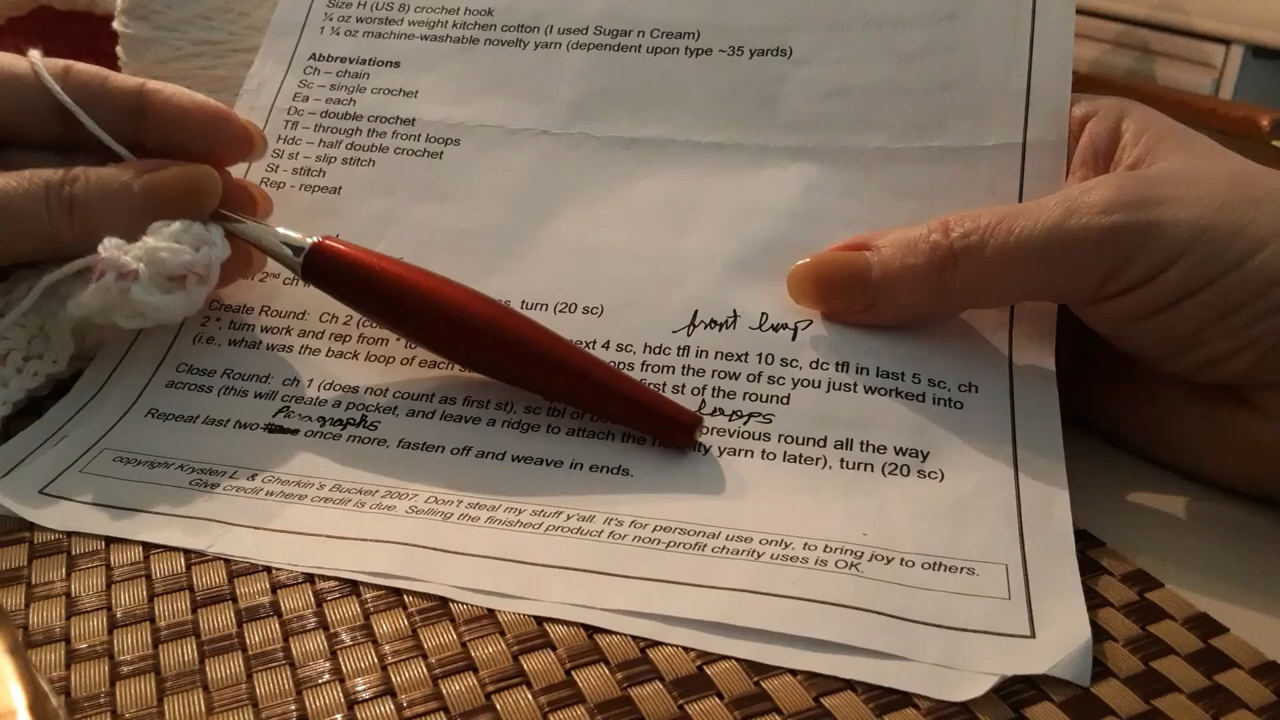 Size H (US 8) crochet hook
¼ oz worsted weight kitchen cotton (I used Sugar n Cream)
1 ¼ oz machine-washable novelty yarn (dependent upon type ~35 yards)
Abbreviations
Ch – chain
Sc – single crochet
Ea – each
Dc – double crochet
Tfl – through the front loops
Hdc – half double crochet
Sl st – slip stitch
St - stitch
Rep - repeat
2nd ch turn (20 sc)
front loop
Create Round: Ch 2 next 4 sc, hdc tfl in next 10 sc, dc tfl in last 5 sc, ch
2 *, turn work and rep from * loops from the row of sc you just worked into
(i.e., what was the back loop of each first st of the round
loops
Close Round: ch 1 (does not count as first st), sc tbl of previous round all the way
across (this will create a pocket, and leave a ridge to attach the yarn to later), turn (20 sc)
Paragraphs
Repeat last two once more, fasten off and weave in ends.
copyright Krysten L. & Gherkin's Bucket 2007. Don't steal my stuff y'all. It's for personal use only, to bring joy to others.
Give credit where credit is due. Selling the finished product for non-profit charity uses is OK.